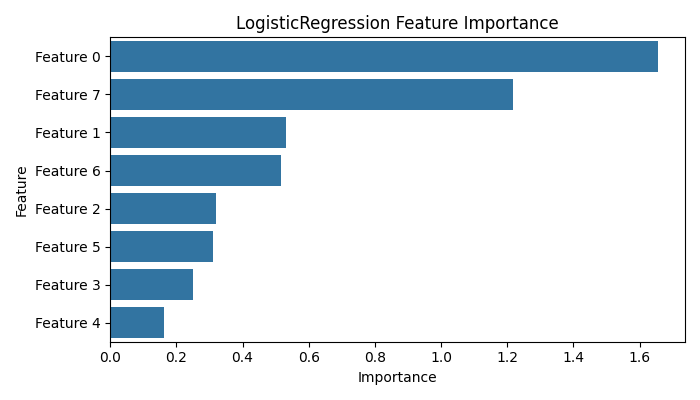 LogisticRegression Feature Importance
Feature 0
Feature 7
Feature 1
Feature 6
Feature 2
Feature 5
Feature 3
Feature 4
Feature
0.0 0.2 0.4 0.6 0.8 1.0 1.2 1.4 1.6
Importance